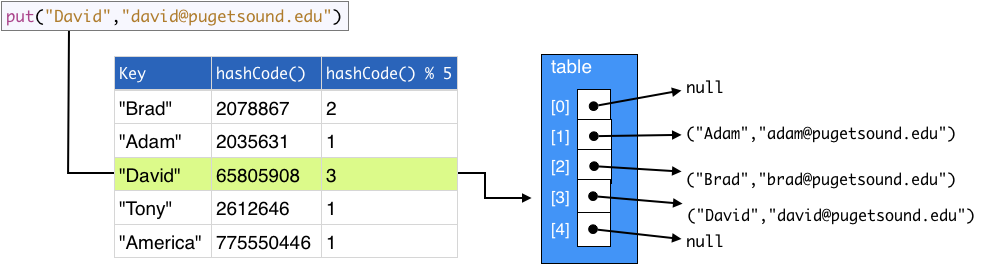 put("David","david@pugetsound.edu")
Key hashCode() hashCode() % 5
"Brad" 2078867 2
"Adam" 2035631 1
"David" 65805908 3
"Tony" 2612646 1
"America" 775550446 1
table
[0] null
[1] ("Adam","adam@pugetsound.edu")
[2] ("Brad","brad@pugetsound.edu")
[3] ("David","david@pugetsound.edu")
[4] null